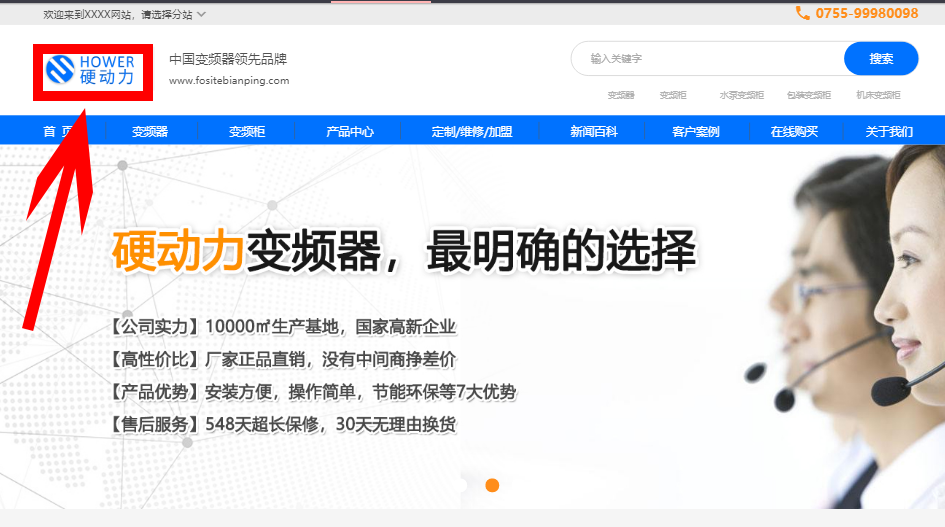 欢迎来到XXXX网站，请选择分站
0755-99980098
HOWER
硬动力
中国变频器领先品牌
www.fositebianping.com
输入关键字
搜索
变频器 变频柜 水泵变频柜 包装变频柜 机床变频柜
首 页 变频器 变频柜 产品中心 定制/维修/加盟 新闻百科 客户案例 在线购买 关于我们
硬动力变频器，最明确的选择
【公司实力】10000㎡生产基地，国家高新企业
【高性价比】厂家正品直销，没有中间商挣差价
【产品优势】安装方便，操作简单，节能环保等7大优势
【售后服务】548天超长保修，30天无理由换货